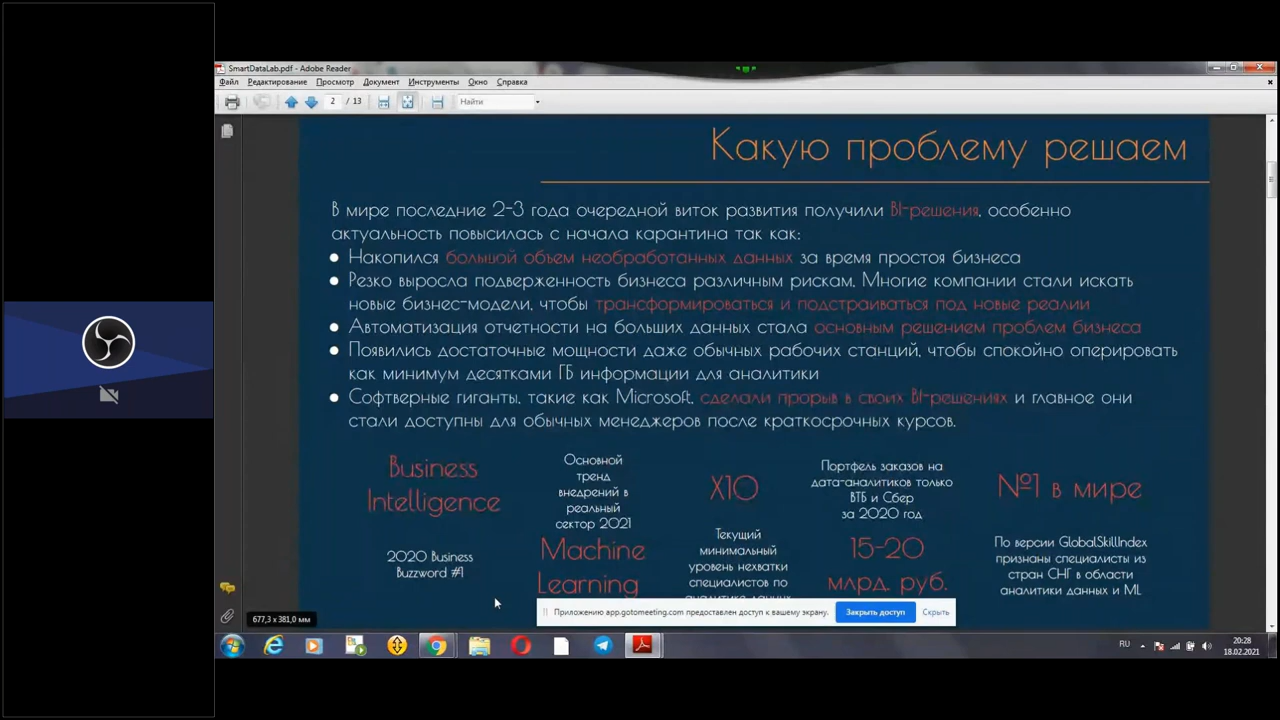 SmartDataLab.pdf - Adobe Reader
Файл Редактирование Просмотр Документ Инструменты Окно Справка
2 / 13 Найти
Какую проблему решаем
В мире последние 2-3 года очередной виток развития получили BI-решения, особенно
актуальность повысилась с начала карантина так как:
● Накопился большой объем необработанных данных за время простоя бизнеса
● Резко выросла подверженность бизнеса различным рискам. Многие компании стали искать
новые бизнес-модели, чтобы трансформироваться и подстраиваться под новые реалии
● Автоматизация отчетности на больших данных стала основным решением проблем бизнеса
● Появились достаточные мощности даже обычных рабочих станций, чтобы спокойно оперировать
как минимум десятками ГБ информации для аналитики
● Софтверные гиганты, такие как Microsoft, сделали прорыв в своих BI-решениях и главное они
стали доступны для обычных менеджеров после краткосрочных курсов.
Business
Intelligence
2020 Business
Buzzword #1
Основной
тренд
внедрений в
реальный
сектор 2021
Machine
Learning
X10
Текущий
минимальный
уровень нехватки
специалистов по
аналитике данных
Портфель заказов на
дата-аналитиков только
ВТБ и Сбер
за 2020 год
15-20
млрд. руб.
№1 в мире
По версии GlobalSkillIndex
признаны специалисты из
стран СНГ в области
аналитики данных и ML
677,3 x 381,0 мм
Приложению app.gotomeeting.com предоставлен доступ к вашему экрану. Закрыть доступ Скрыть
RU 20:28
18.02.2021